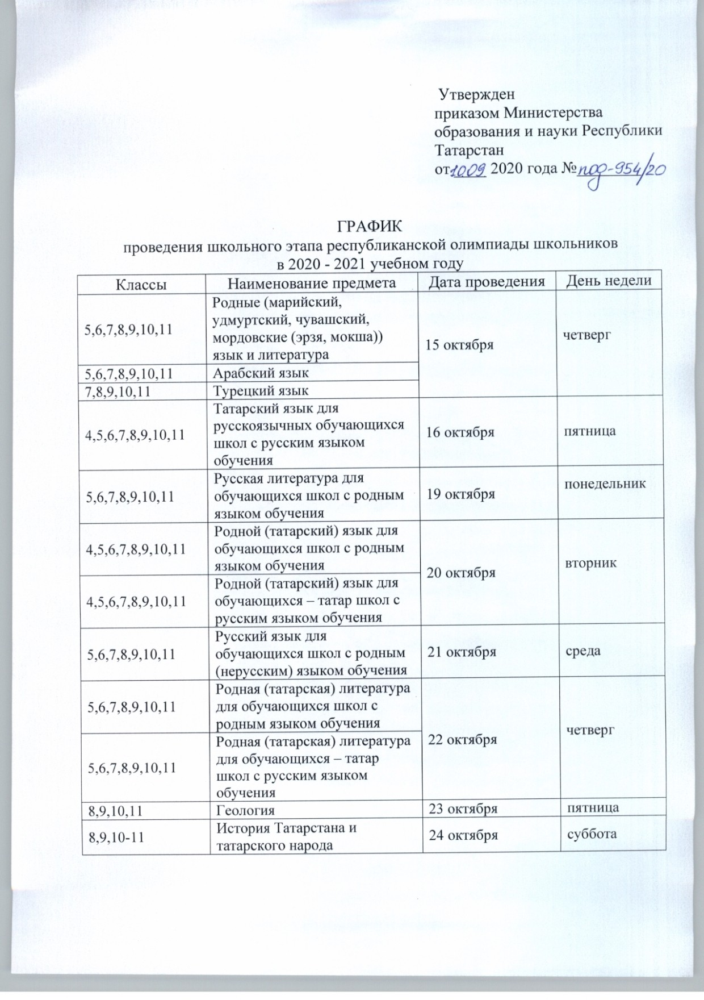 Утвержден
приказом Министерства
образования и науки Республики
Татарстан
от 10.09 2020 года № под-954/20
ГРАФИК
проведения школьного этапа республиканской олимпиады школьников
в 2020 - 2021 учебном году
Классы Наименование предмета Дата проведения День недели
5,6,7,8,9,10,11
Родные (марийский,
удмуртский, чувашский,
мордовские (эрзя, мокша))
язык и литература
15 октября
четверг
5,6,7,8,9,10,11 Арабский язык
7,8,9,10,11 Турецкий язык
4,5,6,7,8,9,10,11
Татарский язык для
русскоязычных обучающихся
школ с русским языком
обучения
16 октября
пятница
5,6,7,8,9,10,11
Русская литература для
обучающихся школ с родным
языком обучения
19 октября
понедельник
4,5,6,7,8,9,10,11
Родной (татарский) язык для
обучающихся школ с родным
языком обучения
20 октября
вторник
4,5,6,7,8,9,10,11
Родной (татарский) язык для
обучающихся – татар школ с
русским языком обучения
5,6,7,8,9,10,11
Русский язык для
обучающихся школ с родным
(нерусским) языком обучения
21 октября
среда
5,6,7,8,9,10,11
Родная (татарская) литература
для обучающихся школ с
родным языком обучения
22 октября
четверг
5,6,7,8,9,10,11
Родная (татарская) литература
для обучающихся – татар
школ с русским языком
обучения
8,9,10,11 Геология 23 октября пятница
8,9,10-11
История Татарстана и
татарского народа
24 октября
суббота